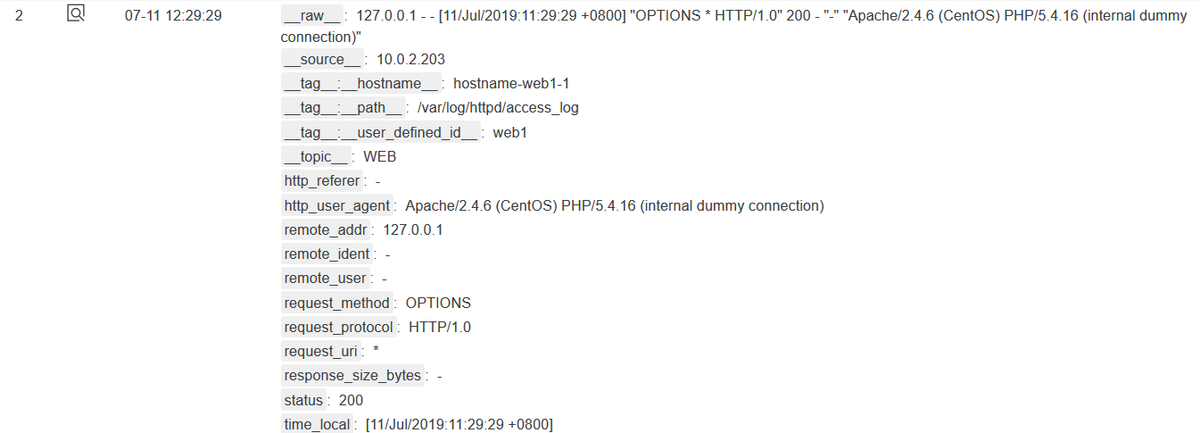 2 07-11 12:29:29 __raw__ : 127.0.0.1 - - [11/Jul/2019:11:29:29 +0800] "OPTIONS * HTTP/1.0" 200 - "-" "Apache/2.4.6 (CentOS) PHP/5.4.16 (internal dummy
connection)"
__source__ : 10.0.2.203
__tag__:__hostname__ : hostname-web1-1
__tag__:__path__ : /var/log/httpd/access_log
__tag__:__user_defined_id__ : web1
__topic__ : WEB
http_referer : -
http_user_agent : Apache/2.4.6 (CentOS) PHP/5.4.16 (internal dummy connection)
remote_addr : 127.0.0.1
remote_ident : -
remote_user : -
request_method : OPTIONS
request_protocol : HTTP/1.0
request_uri : *
response_size_bytes : -
status : 200
time_local : [11/Jul/2019:11:29:29 +0800]